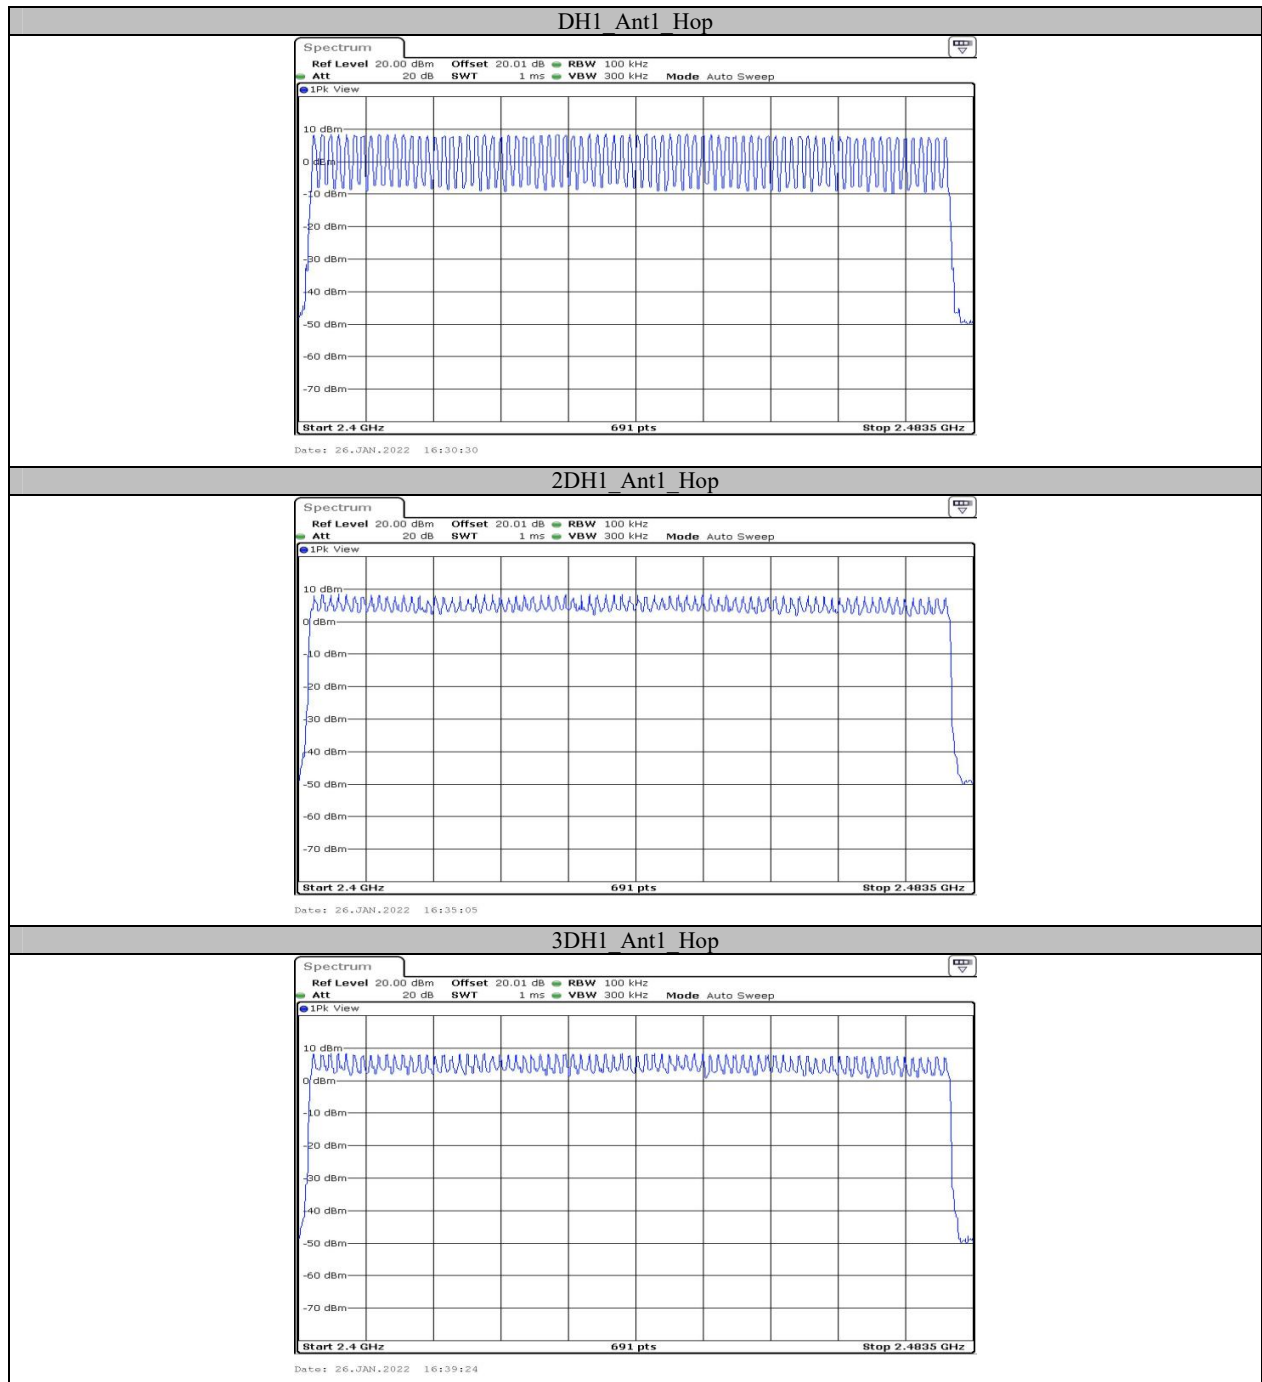 DH1_Ant1_Hop
Spectrum
Ref Level 20.00 dBm Offset 20.01 dB RBW 100 kHz
Att 20 dB SWT 1 ms VBW 300 kHz Mode Auto Sweep
1Pk View
10 dBm
0 dBm
-10 dBm
-20 dBm
-30 dBm
-40 dBm
-50 dBm
-60 dBm
-70 dBm
Start 2.4 GHz 691 pts Stop 2.4835 GHz
Date: 26.JAN.2022 16:30:30
2DH1_Ant1_Hop
Spectrum
Ref Level 20.00 dBm Offset 20.01 dB RBW 100 kHz
Att 20 dB SWT 1 ms VBW 300 kHz Mode Auto Sweep
1Pk View
10 dBm
0 dBm
-10 dBm
-20 dBm
-30 dBm
-40 dBm
-50 dBm
-60 dBm
-70 dBm
Start 2.4 GHz 691 pts Stop 2.4835 GHz
Date: 26.JAN.2022 16:35:05
3DH1_Ant1_Hop
Spectrum
Ref Level 20.00 dBm Offset 20.01 dB RBW 100 kHz
Att 20 dB SWT 1 ms VBW 300 kHz Mode Auto Sweep
1Pk View
10 dBm
0 dBm
-10 dBm
-20 dBm
-30 dBm
-40 dBm
-50 dBm
-60 dBm
-70 dBm
Start 2.4 GHz 691 pts Stop 2.4835 GHz
Date: 26.JAN.2022 16:39:24